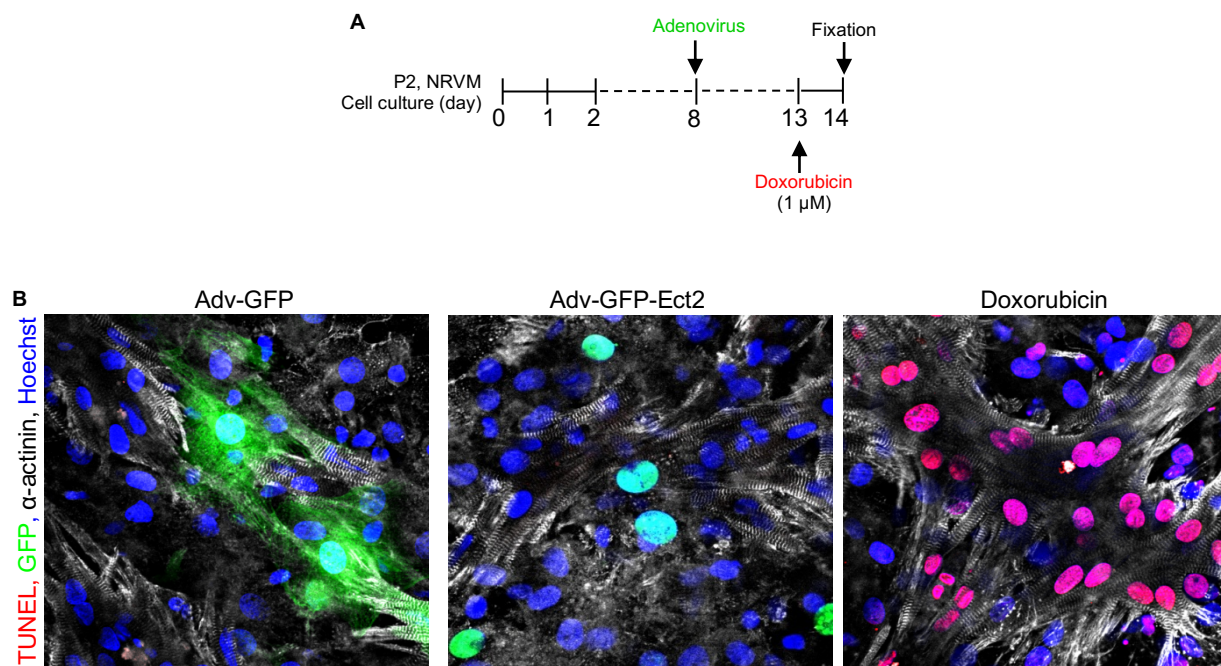 A
Adenovirus
Fixation
P2, NRVM
Cell culture (day)
0 1 2 8 13 14
Doxorubicin
(1 µM)
B
Adv-GFP
Adv-GFP-Ect2
Doxorubicin
TUNEL, GFP, α-actinin, Hoechst